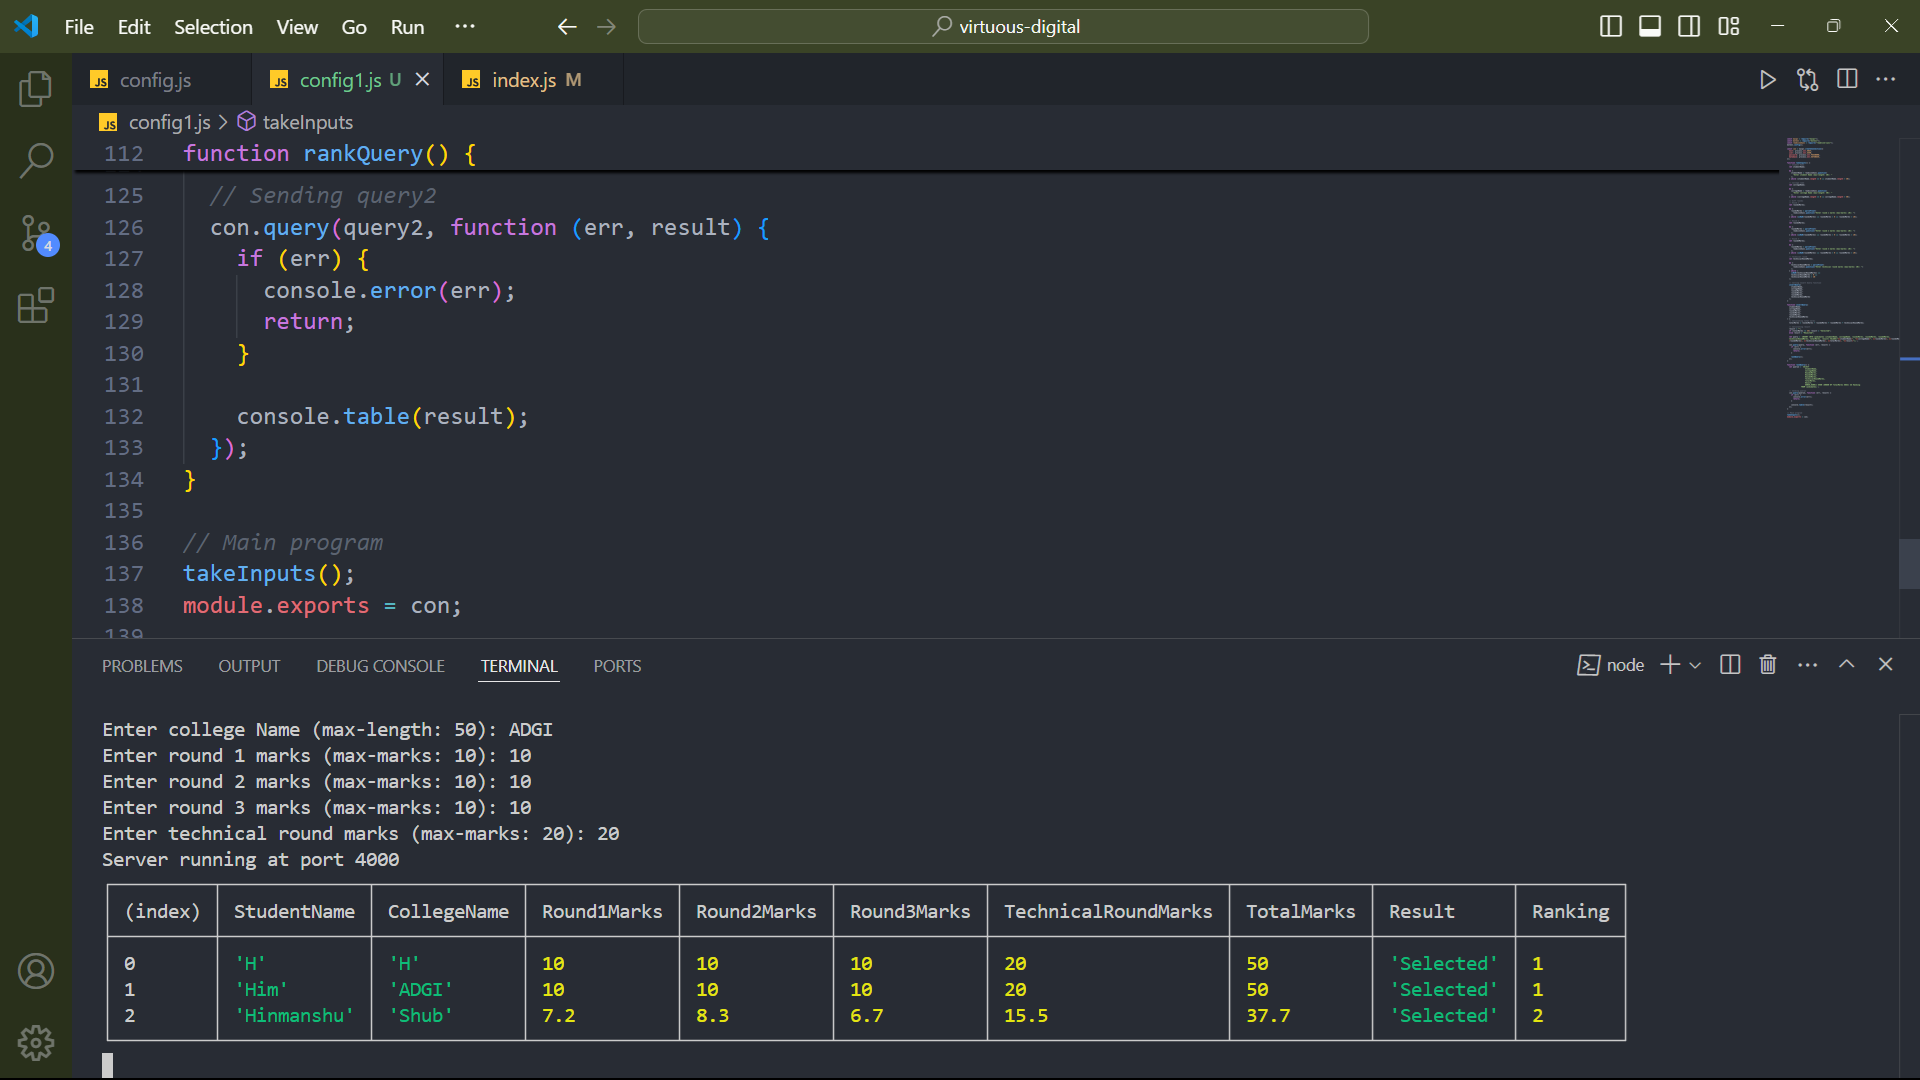 File Edit Selection View Go Run ··· virtuous-digital
JS config.js JS config1.js U JS index.js M
JS config1.js > takeInputs
112 function rankQuery() {
125 // Sending query2
126 con.query(query2, function (err, result) {
127 if (err) {
128 console.error(err);
129 return;
130 }
131
132 console.table(result);
133 });
134 }
135
136 // Main program
137 takeInputs();
138 module.exports = con;
139
4
PROBLEMS OUTPUT DEBUG CONSOLE TERMINAL PORTS node
Enter college Name (max-length: 50): ADGI
Enter round 1 marks (max-marks: 10): 10
Enter round 2 marks (max-marks: 10): 10
Enter round 3 marks (max-marks: 10): 10
Enter technical round marks (max-marks: 20): 20
Server running at port 4000
(index) StudentName CollegeName Round1Marks Round2Marks Round3Marks TechnicalRoundMarks TotalMarks Result Ranking
0 'H' 'H' 10 10 10 20 50 'Selected' 1
1 'Him' 'ADGI' 10 10 10 20 50 'Selected' 1
2 'Hinmanshu' 'Shub' 7.2 8.3 6.7 15.5 37.7 'Selected' 2